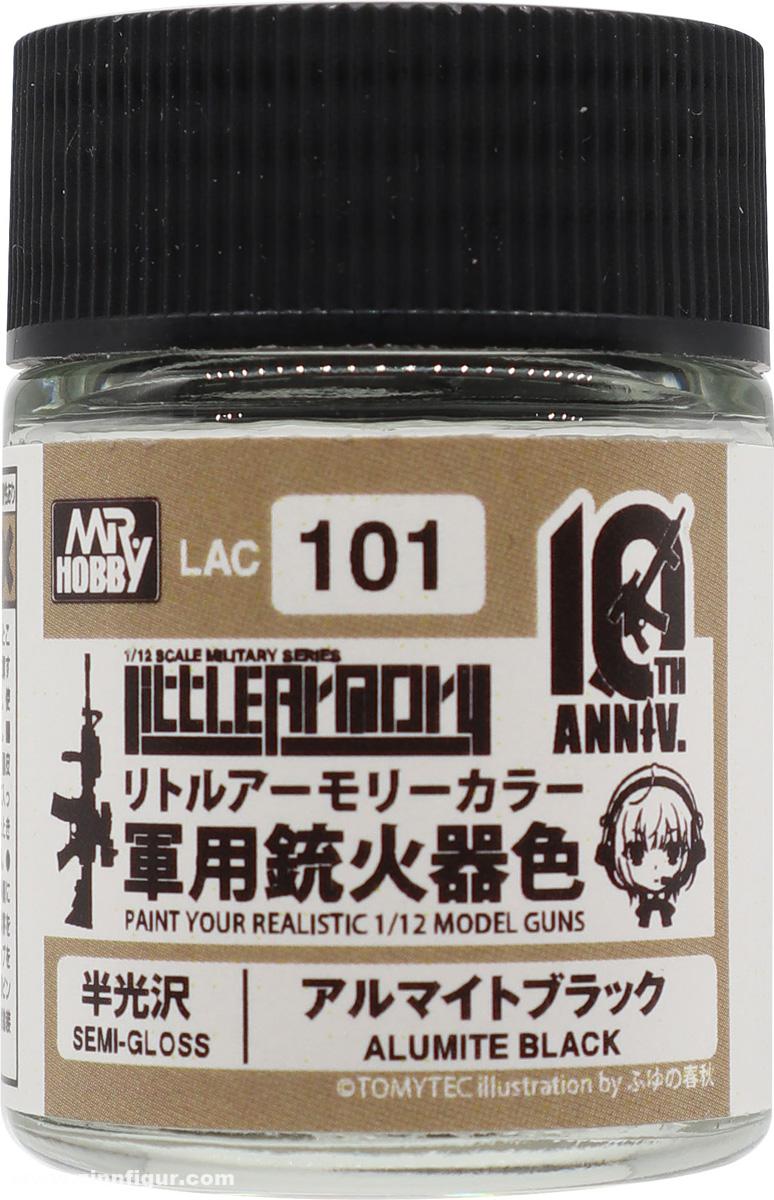 MR.
HOBBY
LAC 101
10
TH
ANNIV.
1/12 SCALE MILITARY SERIES
LITTLEARMORY
リトルアーモリーカラー
軍用銃火器色
PAINT YOUR REALISTIC 1/12 MODEL GUNS
半光沢
SEMI-GLOSS
アルマイトブラック
ALUMITE BLACK
©TOMYTEC illustration by ふゆの春秋
www.zinnfigur.com